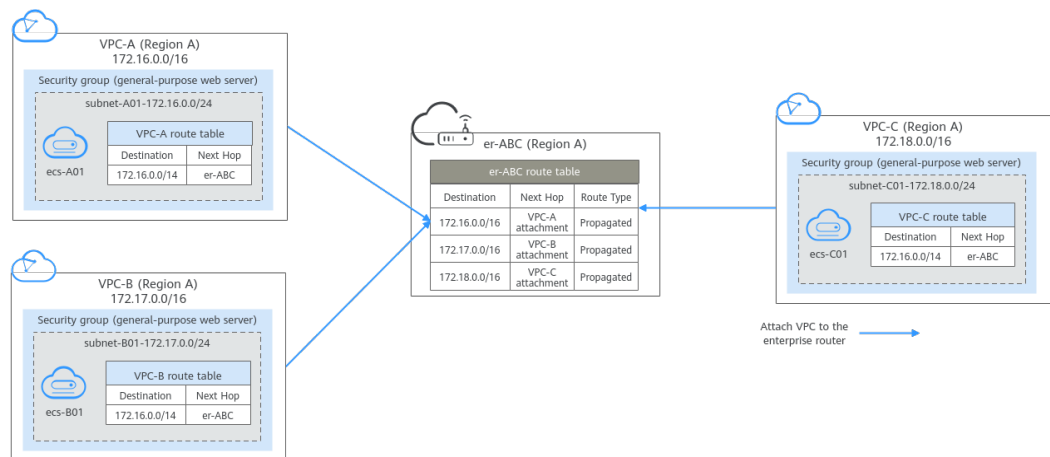 VPC-A (Region A)
172.16.0.0/16
Security group (general-purpose web server)
subnet-A01-172.16.0.0/24
VPC-A route table
Destination Next Hop
172.16.0.0/14 er-ABC
ecs-A01
VPC-B (Region A)
172.17.0.0/16
Security group (general-purpose web server)
subnet-B01-172.17.0.0/24
VPC-B route table
Destination Next Hop
172.16.0.0/14 er-ABC
ecs-B01
er-ABC (Region A)
er-ABC route table
Destination Next Hop Route Type
172.16.0.0/16 VPC-A attachment Propagated
172.17.0.0/16 VPC-B attachment Propagated
172.18.0.0/16 VPC-C attachment Propagated
VPC-C (Region A)
172.18.0.0/16
Security group (general-purpose web server)
subnet-C01-172.18.0.0/24
VPC-C route table
Destination Next Hop
172.16.0.0/14 er-ABC
ecs-C01
Attach VPC to the
enterprise router